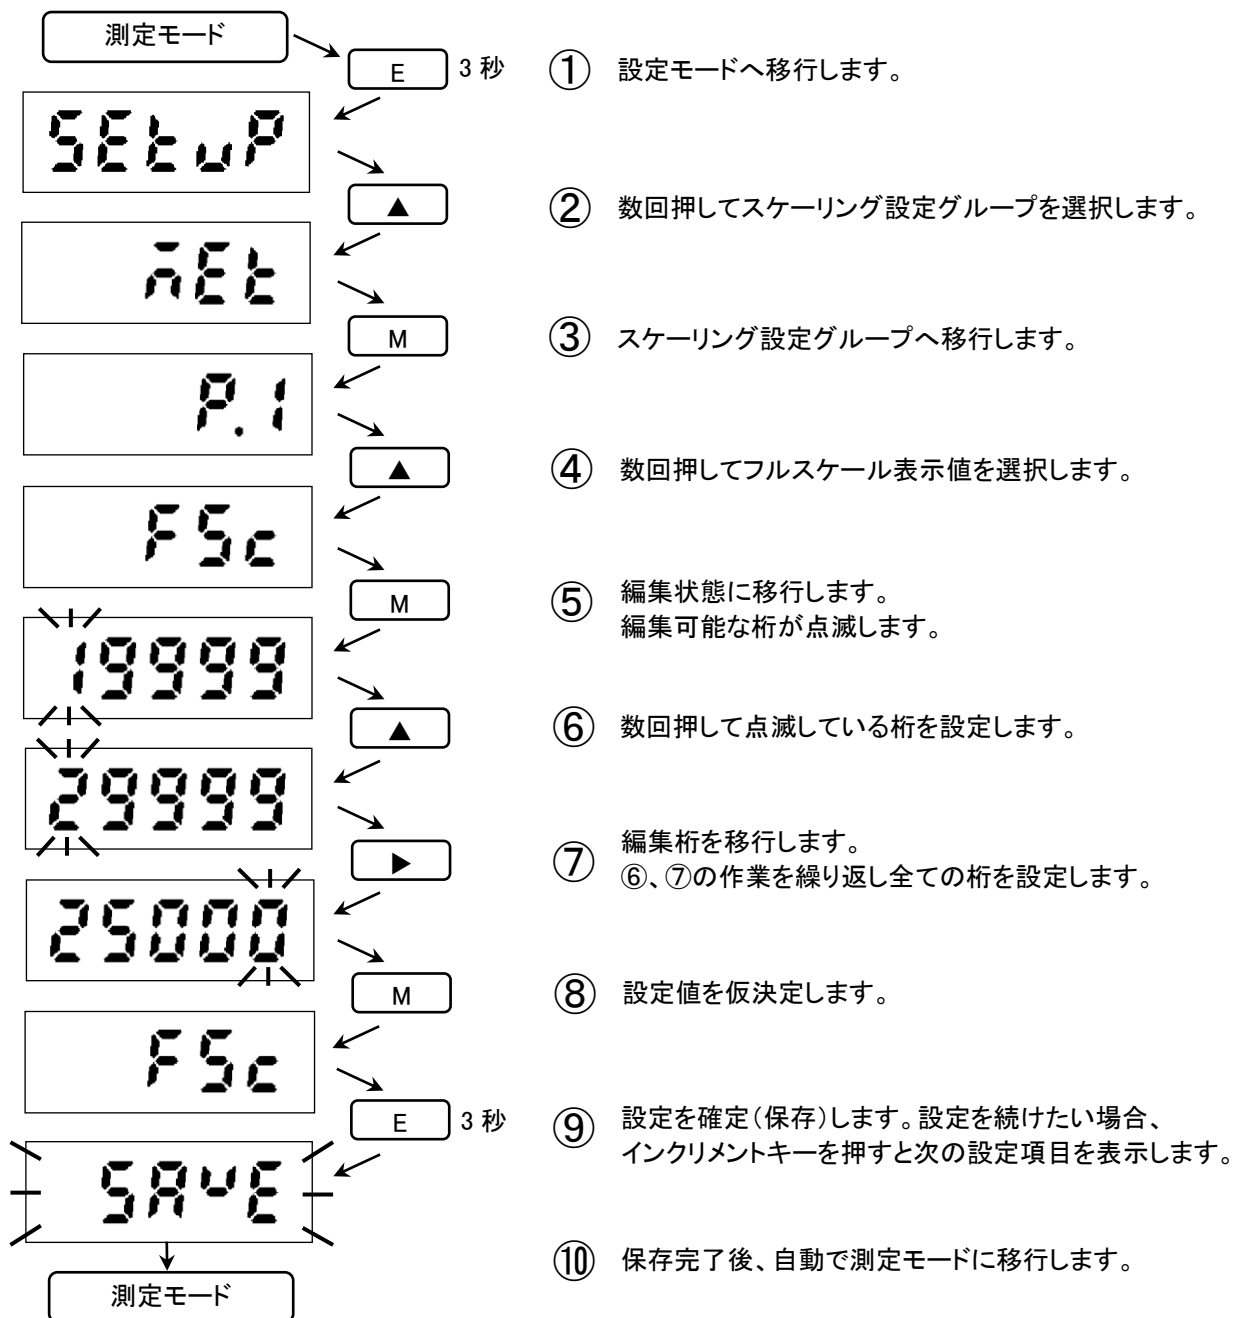 測定モード
E 3 秒 ① 設定モードへ移行します。
SEtuP
▲ ② 数回押してスケーリング設定グループを選択します。
n̄Et
M ③ スケーリング設定グループへ移行します。
P.1
▲ ④ 数回押してフルスケール表示値を選択します。
FSc
M ⑤ 編集状態に移行します。
編集可能な桁が点滅します。
19999
▲ ⑥ 数回押して点滅している桁を設定します。
29999
▶ ⑦ 編集桁を移行します。
⑥、⑦の作業を繰り返し全ての桁を設定します。
25000
M ⑧ 設定値を仮決定します。
FSc
E 3 秒 ⑨ 設定を確定(保存)します。設定を続けたい場合、
インクリメントキーを押すと次の設定項目を表示します。
SAvE
⑩ 保存完了後、自動で測定モードに移行します。
測定モード